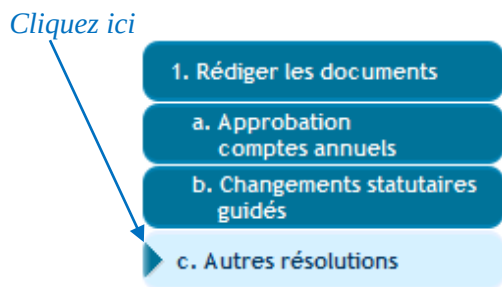 Cliquez ici
1. Rédiger les documents
a. Approbation
comptes annuels
b. Changements statutaires
guidés
c. Autres résolutions